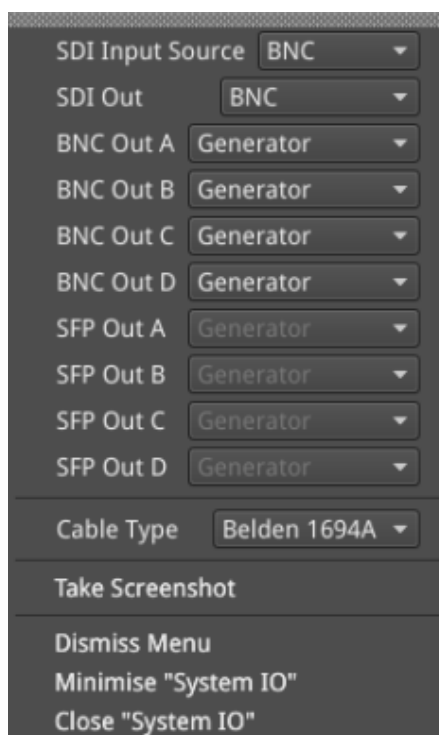 SDI Input Source BNC
SDI Out BNC
BNC Out A Generator
BNC Out B Generator
BNC Out C Generator
BNC Out D Generator
SFP Out A Generator
SFP Out B Generator
SFP Out C Generator
SFP Out D Generator
Cable Type Belden 1694A
Take Screenshot
Dismiss Menu
Minimise "System IO"
Close "System IO"